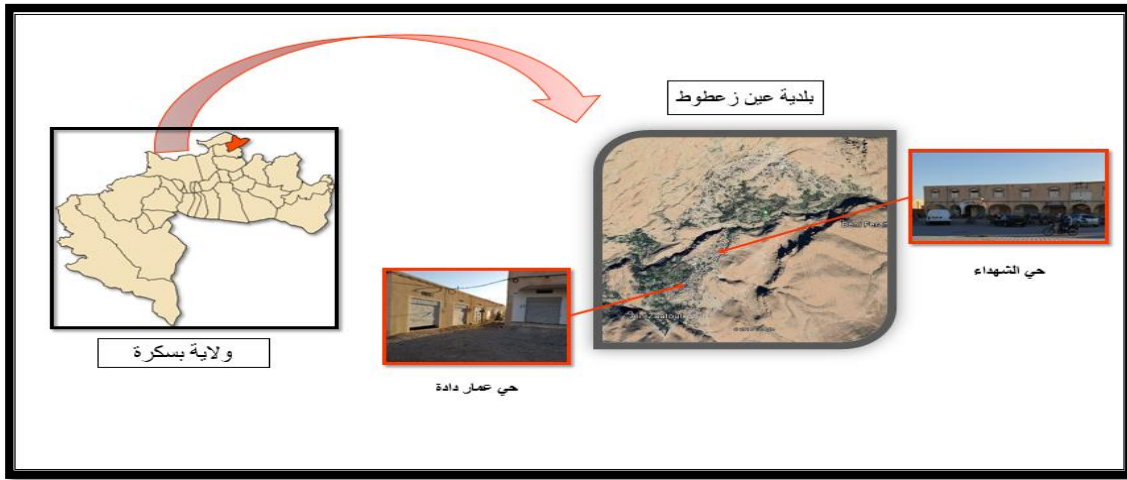 بلدية عين زعطوط
حي الشهداء
ولاية بسكرة
حي عمار دادة